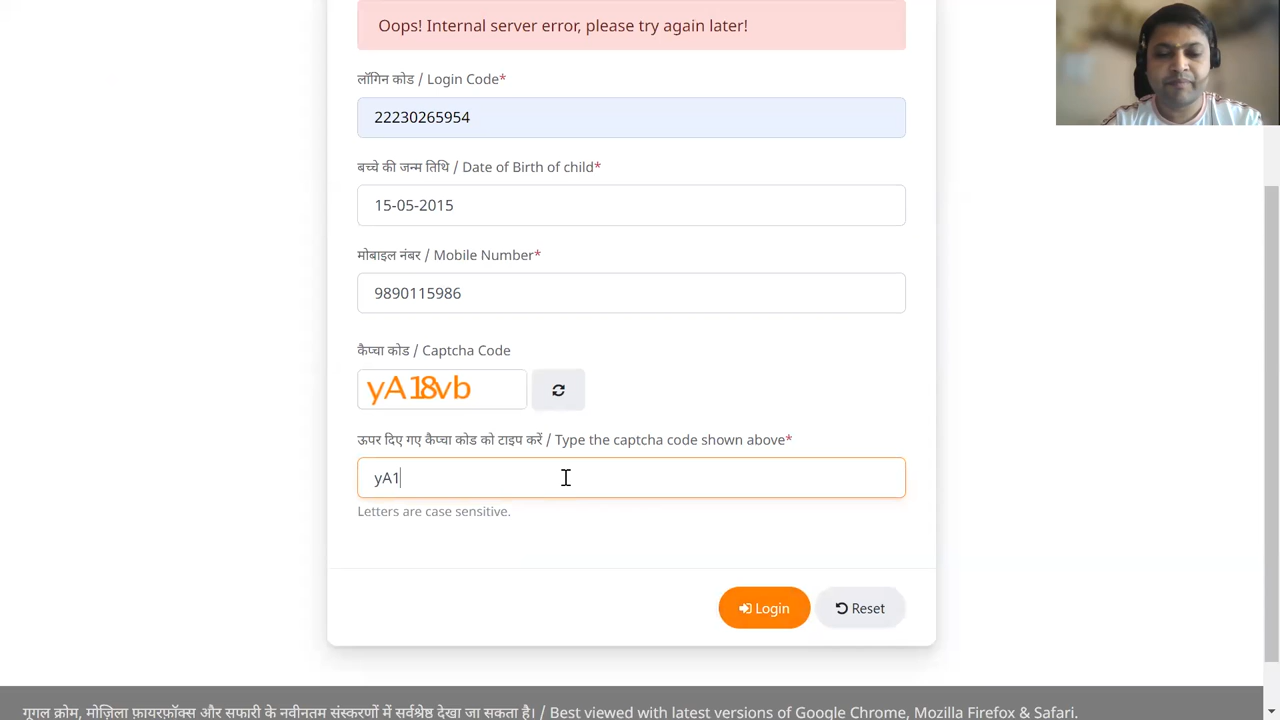 Oops! Internal server error, please try again later!
लॉगिन कोड / Login Code*
22230265954
बच्चे की जन्म तिथि / Date of Birth of child*
15-05-2015
मोबाइल नंबर / Mobile Number*
9890115986
कैप्चा कोड / Captcha Code
yA18vb
ऊपर दिए गए कैप्चा कोड को टाइप करें / Type the captcha code shown above*
yA1
Letters are case sensitive.
Login Reset
गूगल क्रोम, मोज़िला फ़ायरफ़ॉक्स और सफारी के नवीनतम संस्करणों में सर्वश्रेष्ठ देखा जा सकता है। / Best viewed with latest versions of Google Chrome, Mozilla Firefox & Safari.